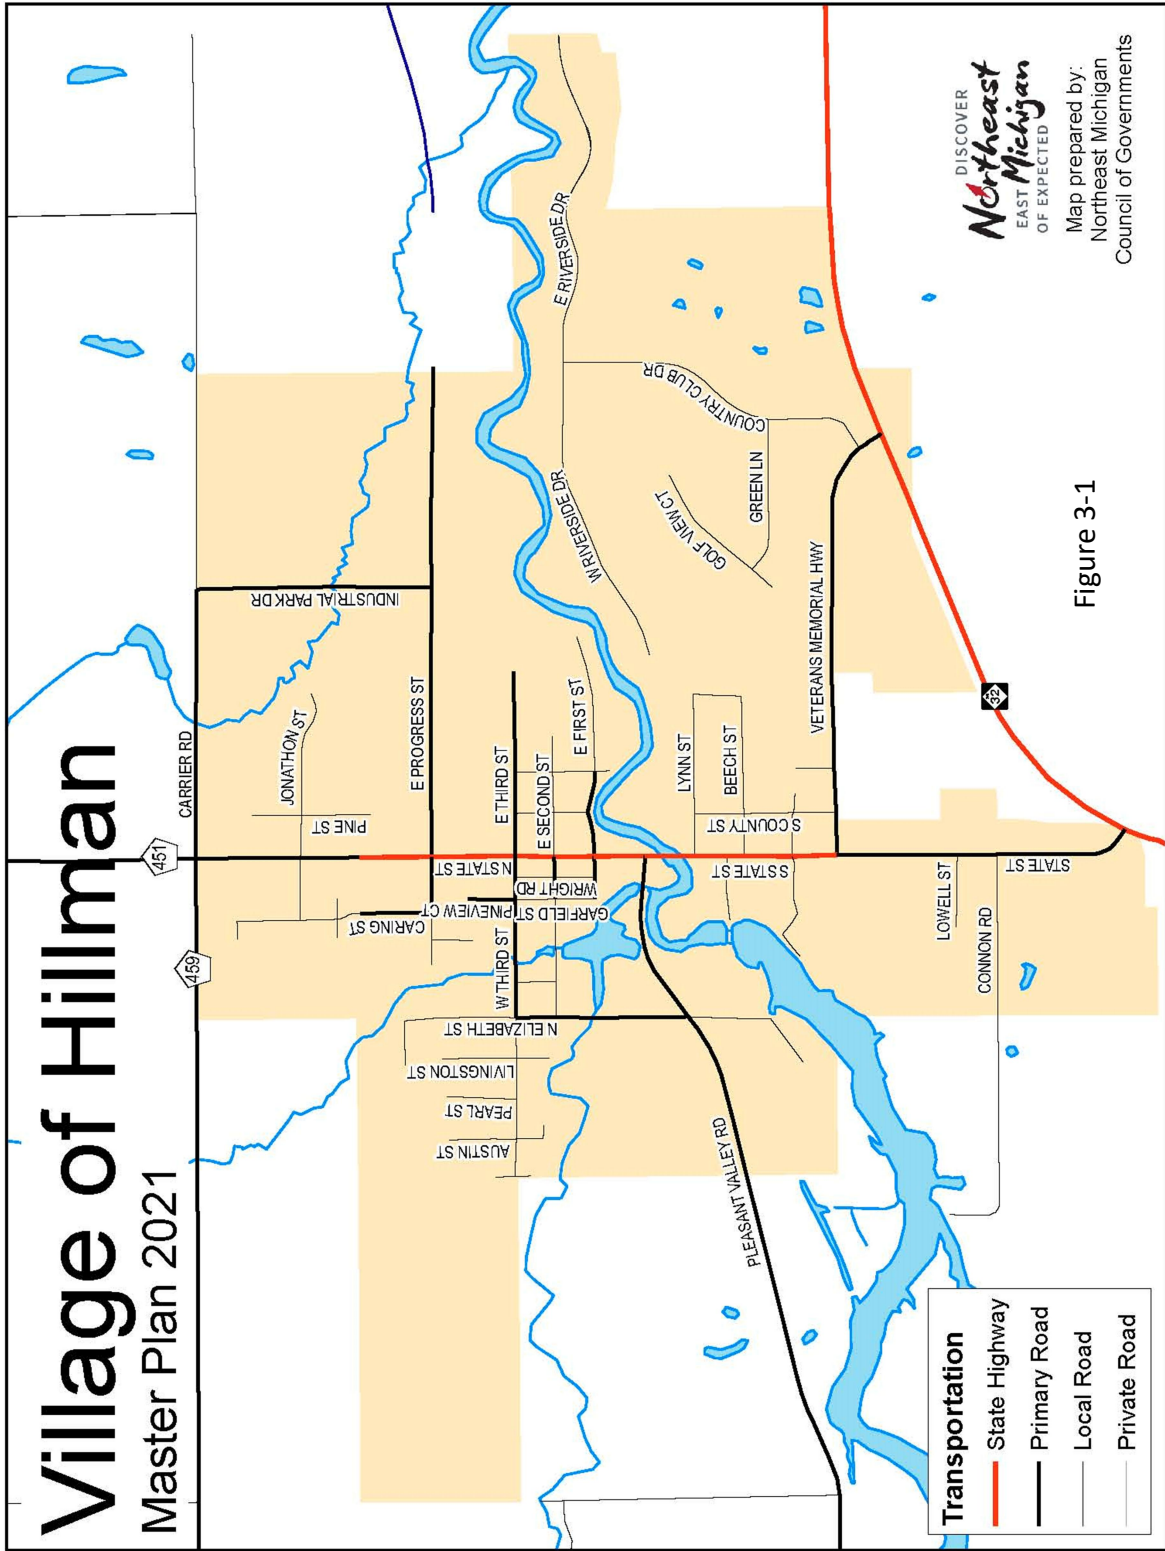 Village of Hillman
Master Plan 2021
CARRIER RD
451
459
JONATHON ST
PINE ST
INDUSTRIAL PARK DR
E PROGRESS ST
CARING ST
PINEVIEW CT
N STATE ST
E THIRD ST
W THIRD ST
E SECOND ST
WRIGHT RD
GARFIELD ST
E FIRST ST
N ELIZABETH ST
LIVINGSTON ST
PEARL ST
AUSTIN ST
W RIVERSIDE DR
E RIVERSIDE DR
COUNTRY CLUB DR
GREEN LN
GOLF VIEW CT
LYNN ST
BEECH ST
S COUNTY ST
S STATE ST
VETERANS MEMORIAL HWY
PLEASANT VALLEY RD
LOWELL ST
CONNON RD
STATE ST
M
32
Transportation
State Highway
Primary Road
Local Road
Private Road
Figure 3-1
DISCOVER
Northeast
EAST Michigan
OF EXPECTED
Map prepared by:
Northeast Michigan
Council of Governments